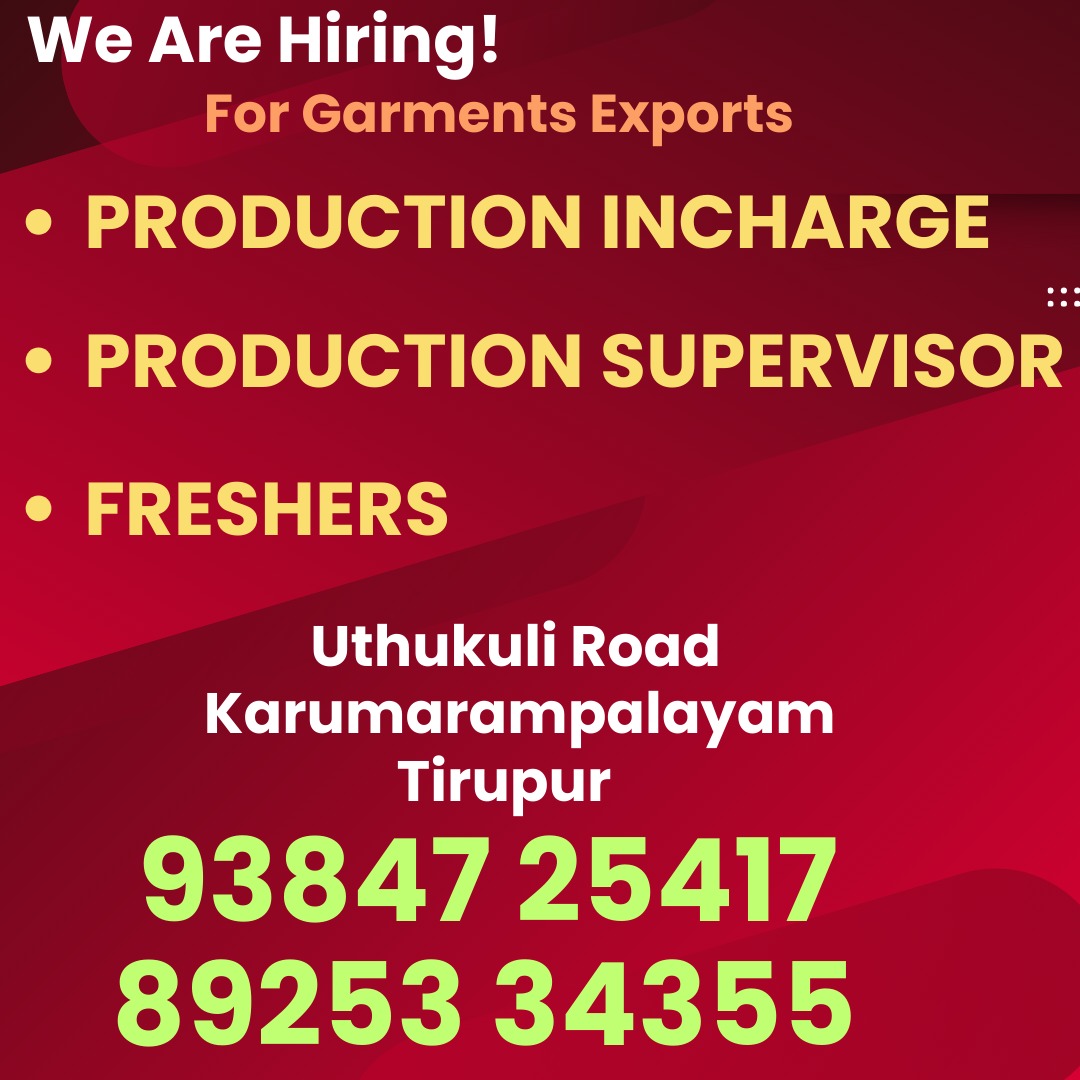 We Are Hiring!
For Garments Exports
• PRODUCTION INCHARGE
• PRODUCTION SUPERVISOR
• FRESHERS
Uthukuli Road
Karumarampalayam
Tirupur
93847 25417
89253 34355